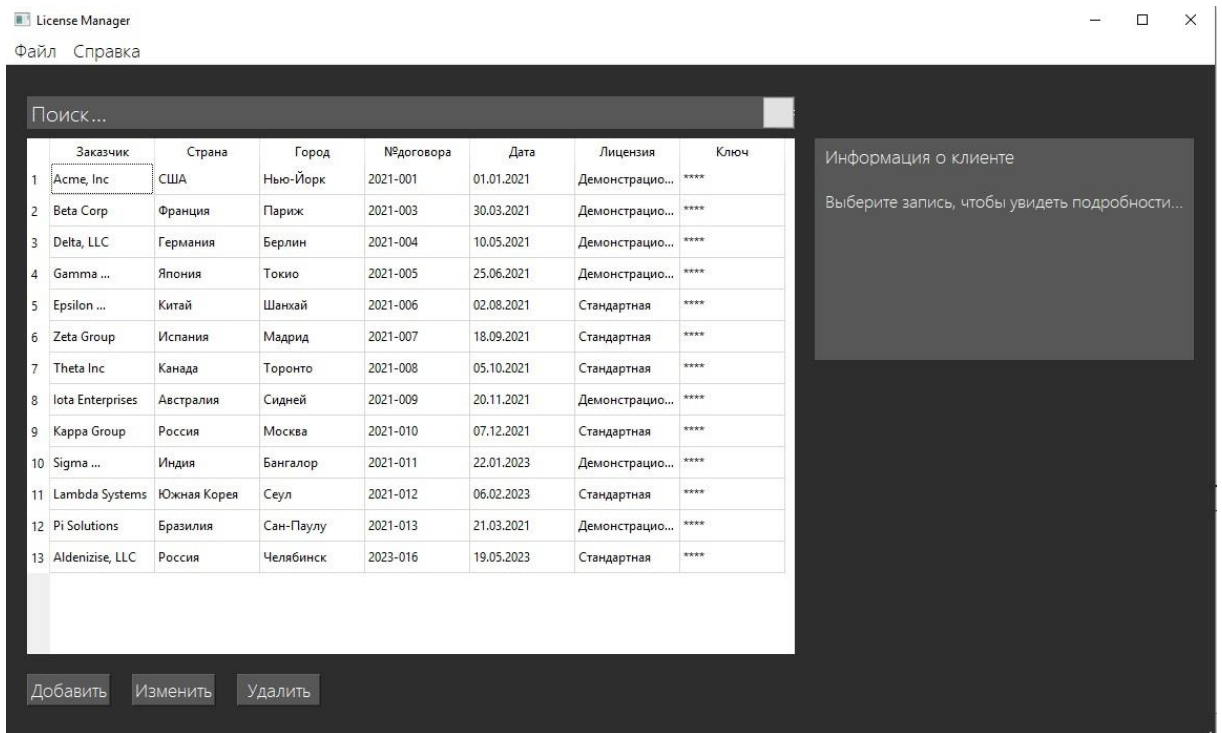 License Manager
Файл Справка
Поиск...
Заказчик Страна Город №договора Дата Лицензия Ключ
1 Acme, Inc США Нью-Йорк 2021-001 01.01.2021 Демонстрацио... ****
2 Beta Corp Франция Париж 2021-003 30.03.2021 Демонстрацио... ****
3 Delta, LLC Германия Берлин 2021-004 10.05.2021 Демонстрацио... ****
4 Gamma ... Япония Токио 2021-005 25.06.2021 Демонстрацио... ****
5 Epsilon ... Китай Шанхай 2021-006 02.08.2021 Стандартная ****
6 Zeta Group Испания Мадрид 2021-007 18.09.2021 Стандартная ****
7 Theta Inc Канада Торонто 2021-008 05.10.2021 Стандартная ****
8 Iota Enterprises Австралия Сидней 2021-009 20.11.2021 Демонстрацио... ****
9 Kappa Group Россия Москва 2021-010 07.12.2021 Стандартная ****
10 Sigma ... Индия Бангалор 2021-011 22.01.2023 Демонстрацио... ****
11 Lambda Systems Южная Корея Сеул 2021-012 06.02.2023 Стандартная ****
12 Pi Solutions Бразилия Сан-Паулу 2021-013 21.03.2021 Демонстрацио... ****
13 Aldenizise, LLC Россия Челябинск 2023-016 19.05.2023 Стандартная ****
Информация о клиенте
Выберите запись, чтобы увидеть подробности...
Добавить Изменить Удалить